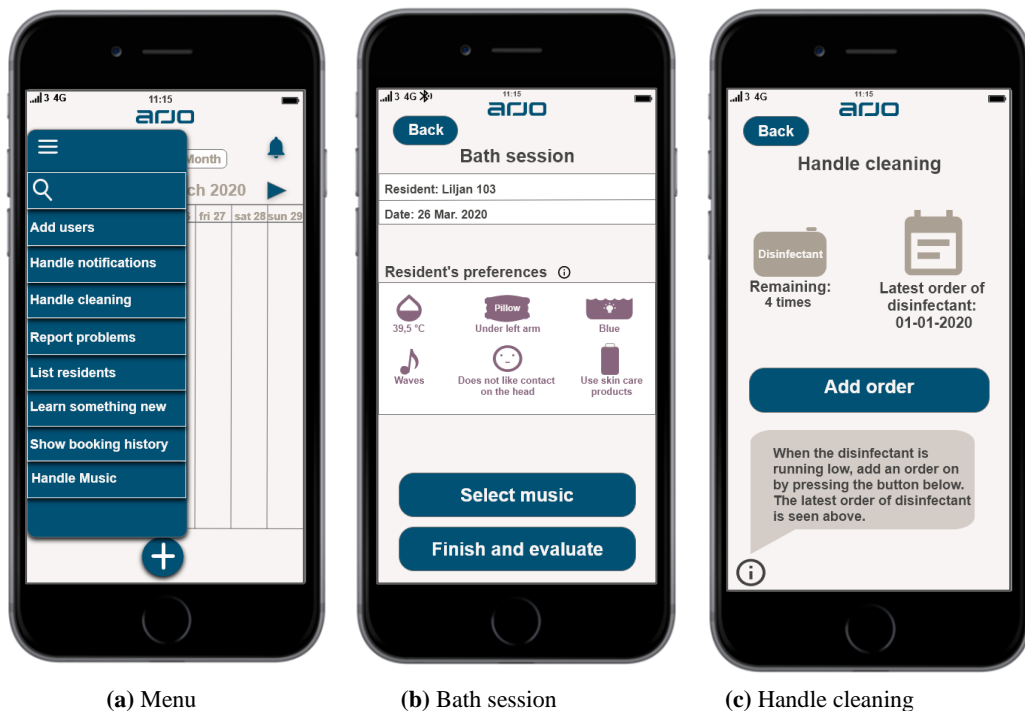 3 4G
11:15
arjo
Month
ch 2020
fri 27 sat 28 sun 29
Add users
Handle notifications
Handle cleaning
Report problems
List residents
Learn something new
Show booking history
Handle Music
(a) Menu
3 4G
11:15
arjo
Back
Bath session
Resident: Liljan 103
Date: 26 Mar. 2020
Resident's preferences
39,5 °C
Pillow
Under left arm
Blue
Waves
Does not like contact
on the head
Use skin care
products
Select music
Finish and evaluate
(b) Bath session
3 4G
11:15
arjo
Back
Handle cleaning
Disinfectant
Remaining:
4 times
Latest order of
disinfectant:
01-01-2020
Add order
When the disinfectant is
running low, add an order on
by pressing the button below.
The latest order of disinfectant
is seen above.
(c) Handle cleaning